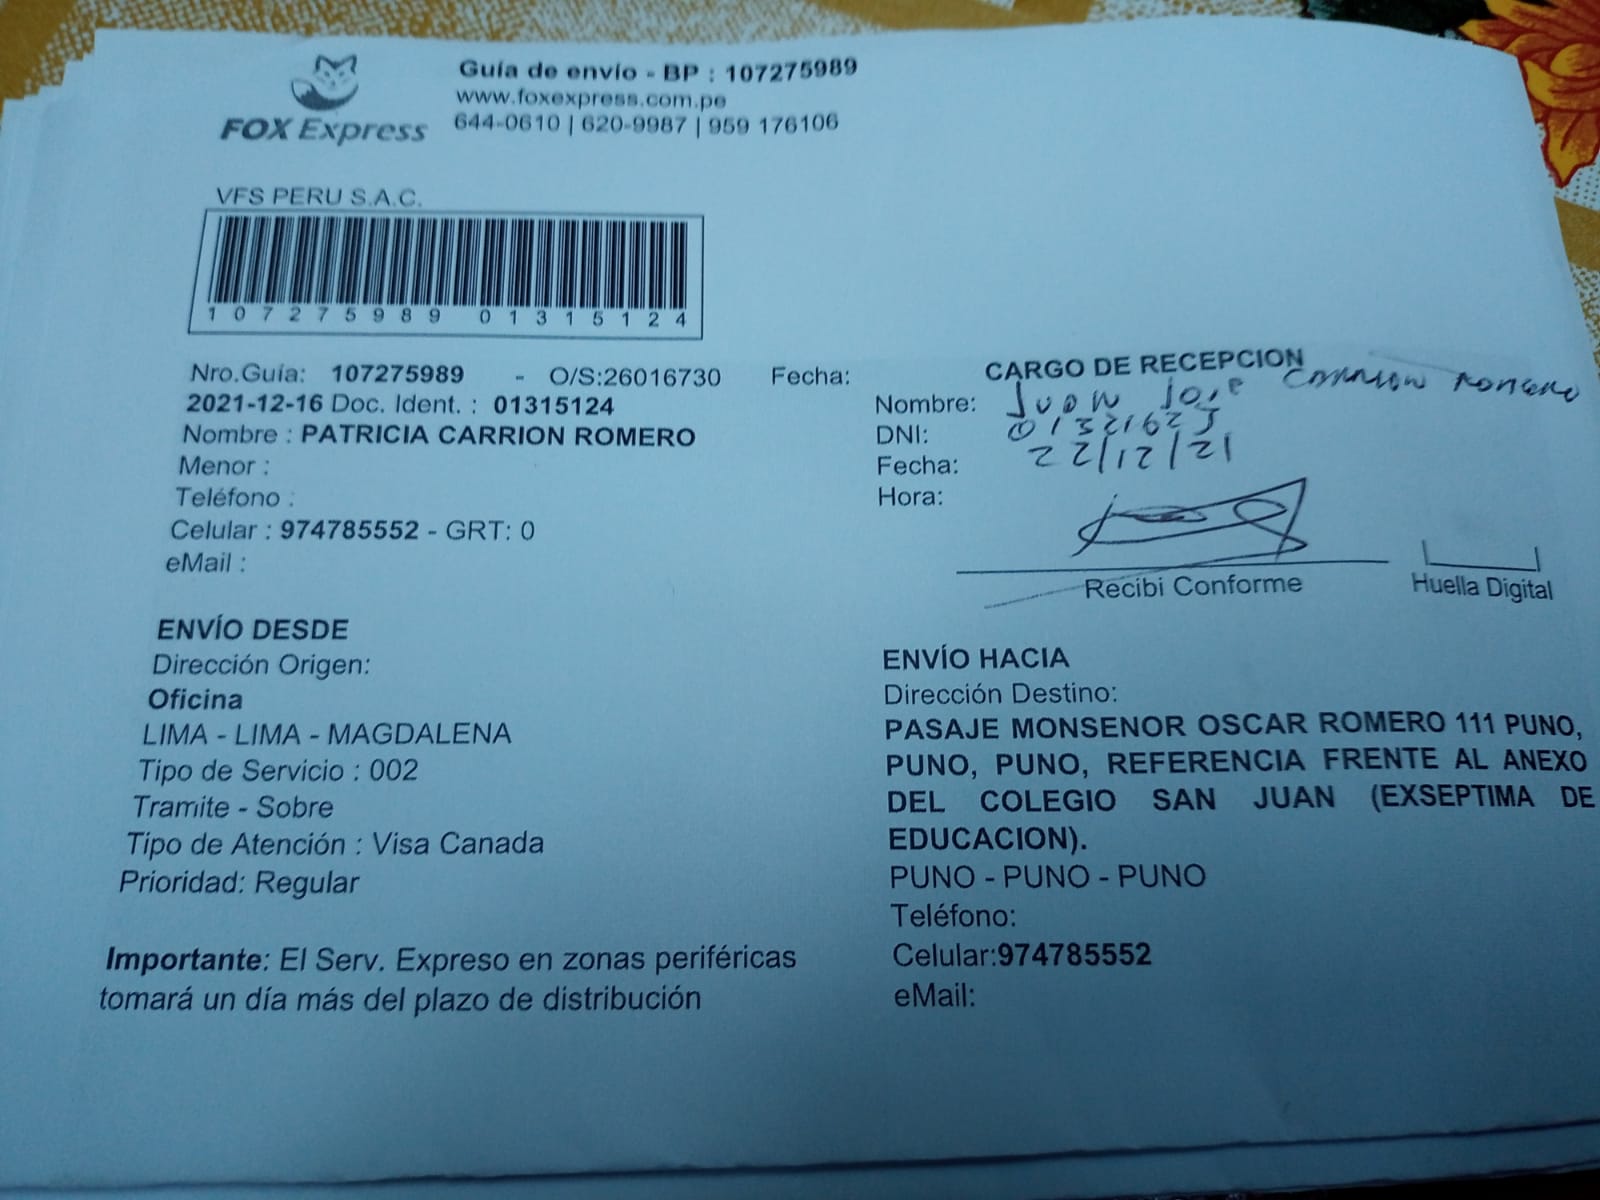 FOX Express
Guía de envío - BP : 107275989
www.foxexpress.com.pe
644-0610 | 620-9987 | 959 176106
VFS PERU S.A.C.
107275989 01315124
Nro.Guía: 107275989 - O/S:26016730 Fecha:
2021-12-16 Doc. Ident. : 01315124
Nombre : PATRICIA CARRION ROMERO
Menor :
Teléfono :
Celular : 974785552 - GRT: 0
eMail :
CARGO DE RECEPCION
Nombre: Juan Jose Carrion Romero
DNI: 01321625
Fecha: 22/12/21
Hora:
Recibi Conforme
Huella Digital
ENVÍO DESDE
Dirección Origen:
Oficina
LIMA - LIMA - MAGDALENA
Tipo de Servicio : 002
Tramite - Sobre
Tipo de Atención : Visa Canada
Prioridad: Regular
Importante: El Serv. Expreso en zonas periféricas
tomará un día más del plazo de distribución
ENVÍO HACIA
Dirección Destino:
PASAJE MONSENOR OSCAR ROMERO 111 PUNO,
PUNO, PUNO, REFERENCIA FRENTE AL ANEXO
DEL COLEGIO SAN JUAN (EXSEPTIMA DE
EDUCACION).
PUNO - PUNO - PUNO
Teléfono:
Celular:974785552
eMail: